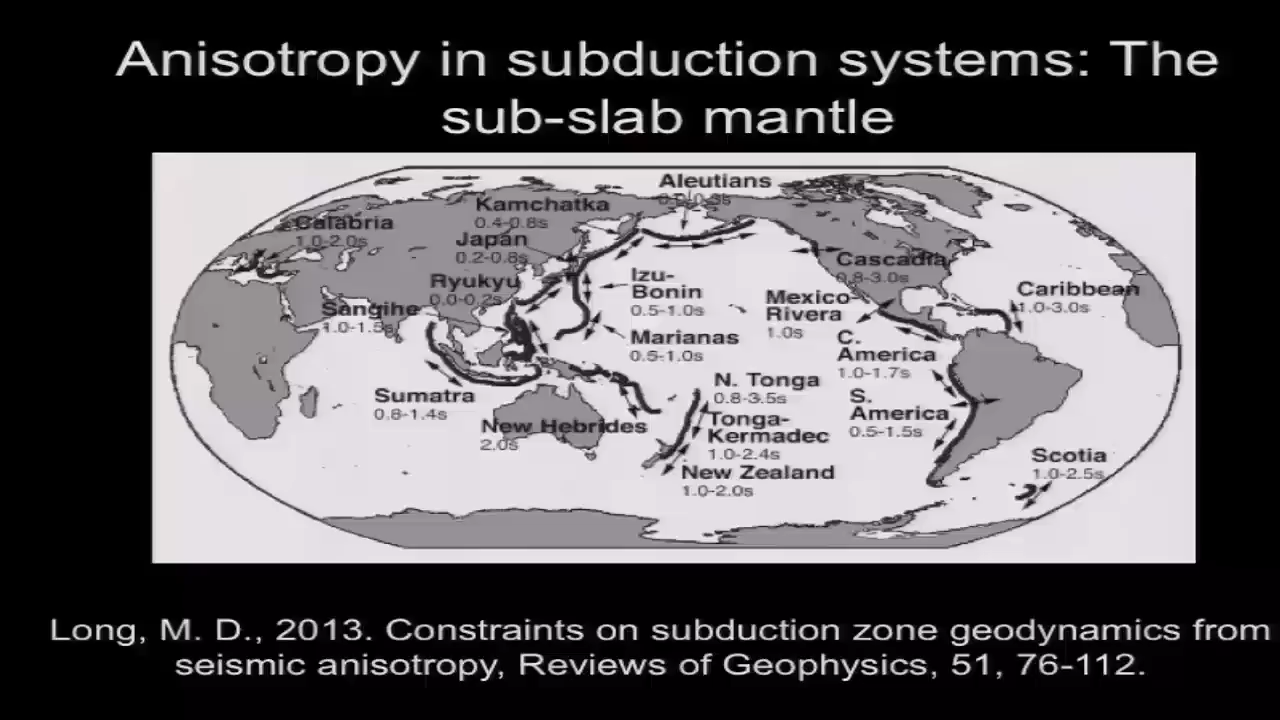 Anisotropy in subduction systems: The
sub-slab mantle
Aleutians
Kamchatka
0.4-0.8s
Calabria
1.0-2.0s
Japan
0.2-0.8s
Ryukyu
0.0-0.2s
Sangihe
1.0-1.5s
Izu-
Bonin
0.5-1.0s
Marianas
0.5-1.0s
Cascadia
0.8-3.0s
Mexico-
Rivera
1.0s
Caribbean
1.0-3.0s
C.
America
1.0-1.7s
Sumatra
0.8-1.4s
New Hebrides
2.0s
N. Tonga
0.8-3.5s
Tonga-
Kermadec
1.0-2.4s
New Zealand
1.0-2.0s
S.
America
0.5-1.5s
Scotia
1.0-2.5s
Long, M. D., 2013. Constraints on subduction zone geodynamics from
seismic anisotropy, Reviews of Geophysics, 51, 76-112.